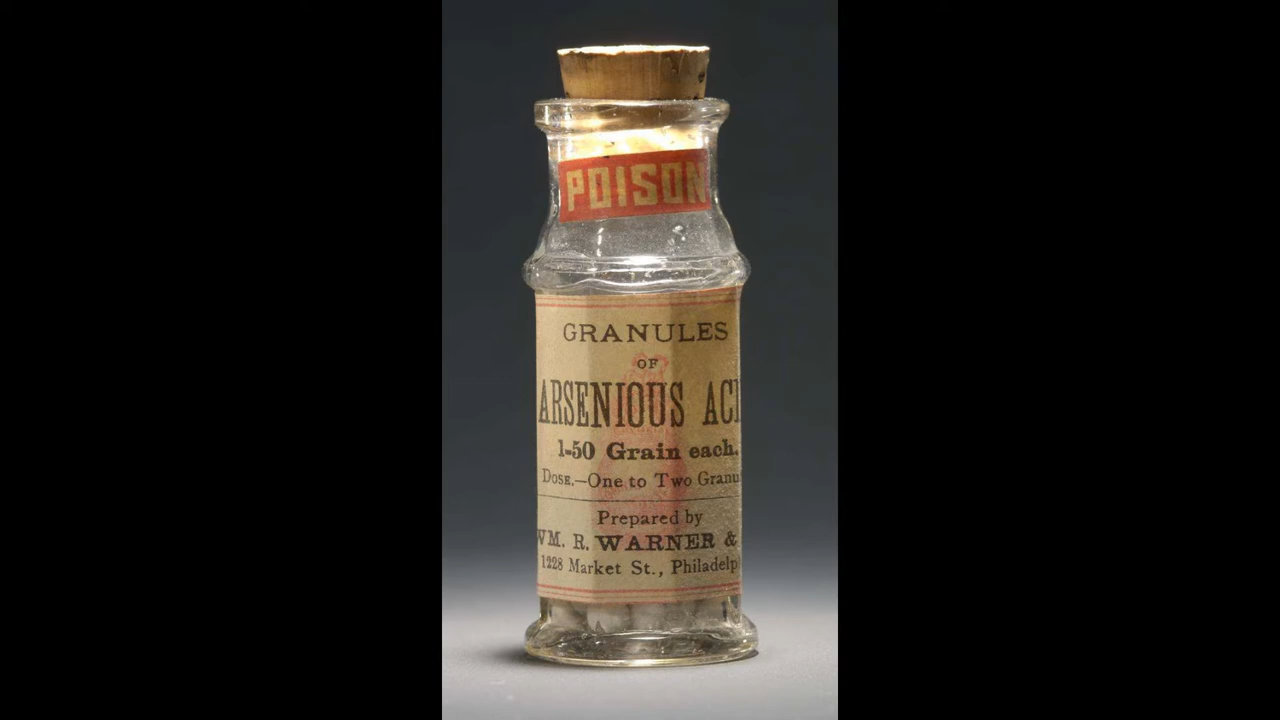 POISON
GRANULES
OF
ARSENIOUS ACI
1-50 Grain each.
DOSE.—One to Two Granu
Prepared by
WM. R. WARNER &
1228 Market St., Philadelp